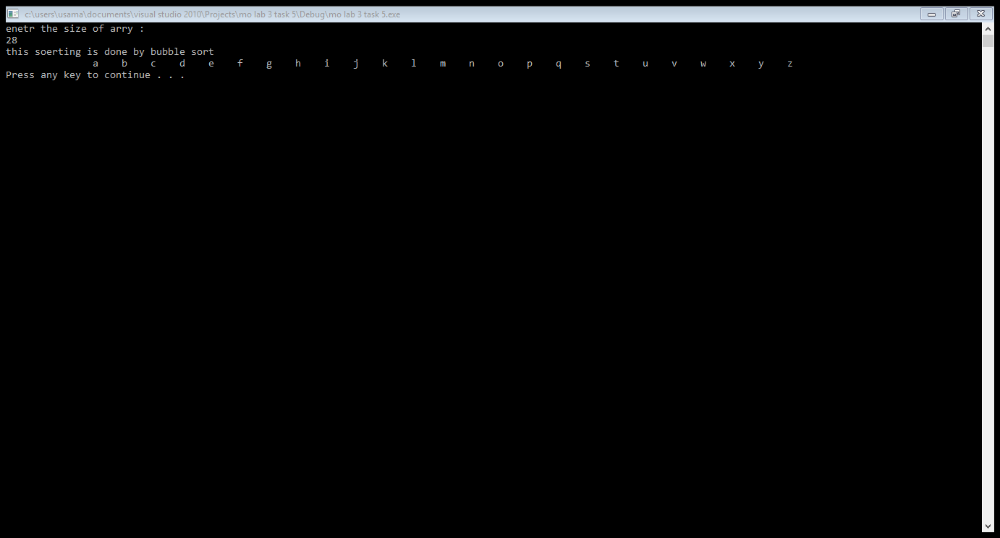 c:\users\usama\documents\visual studio 2010\Projects\mo lab 3 task 5\Debug\mo lab 3 task 5.exe
enetr the size of arry :
28
this soerting is done by bubble sort
a b c d e f g h i j k l m n o p q s t u v w x y z
Press any key to continue . . .